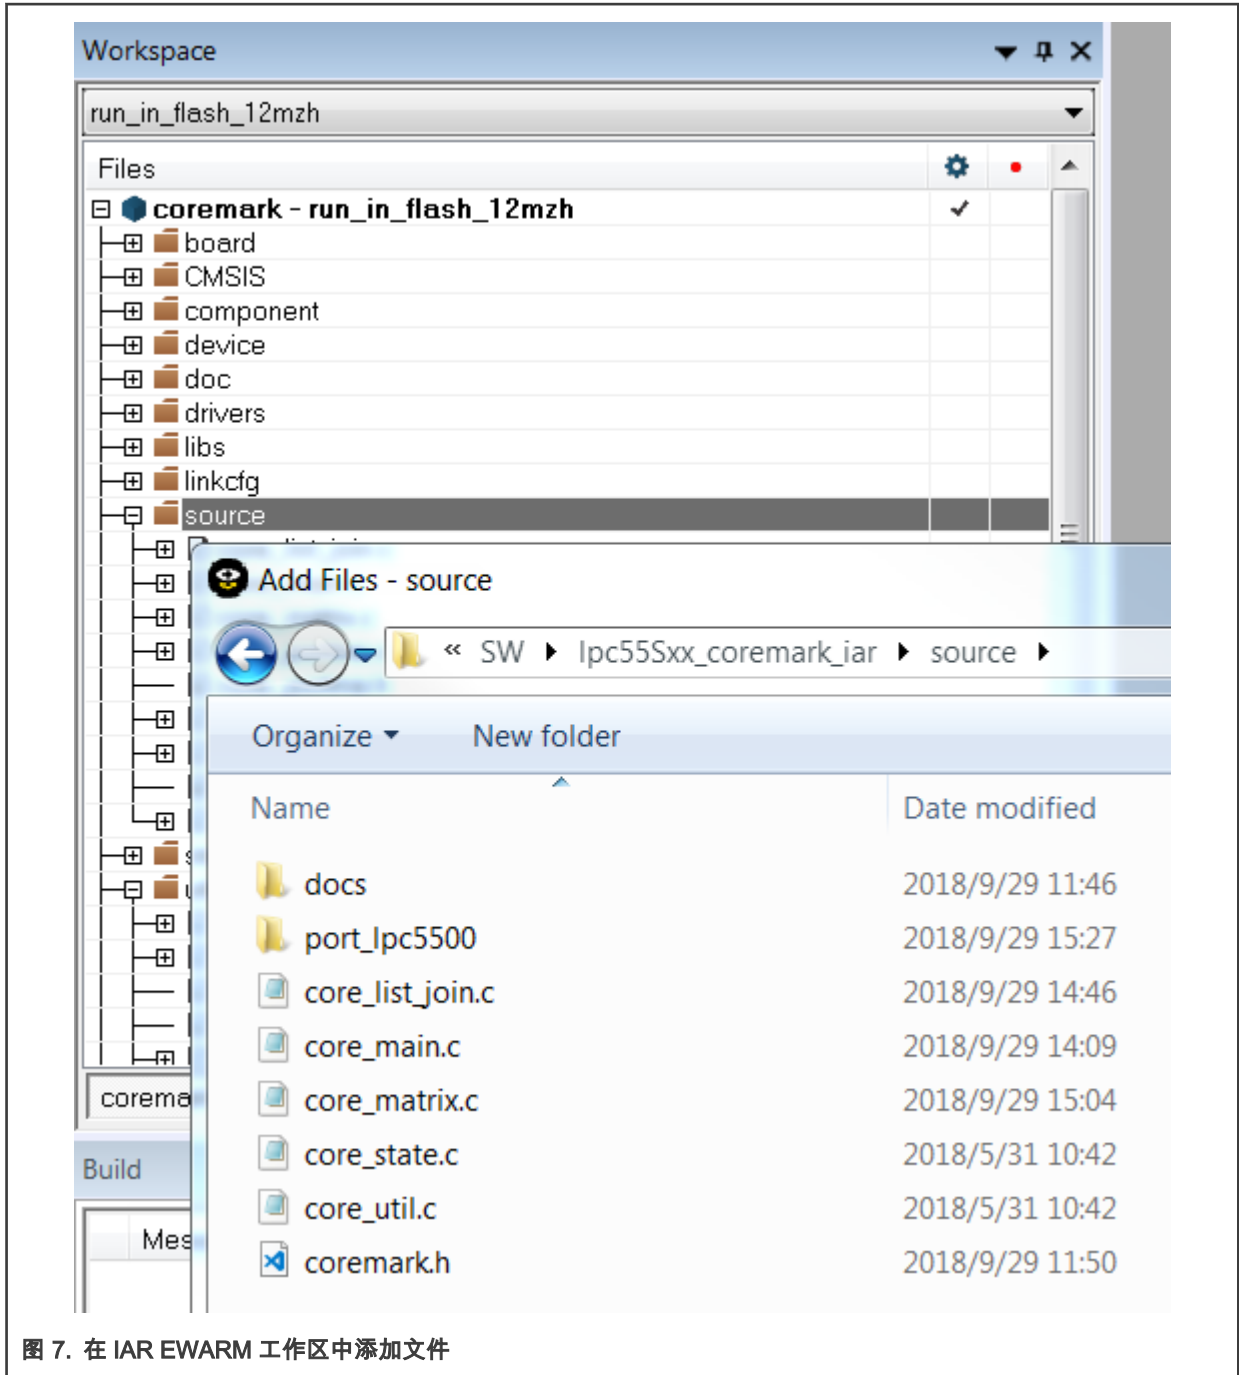 Workspace
run_in_flash_12mzh
Files
coremark - run_in_flash_12mzh
board
CMSIS
component
device
doc
drivers
libs
linkcfg
source
Add Files - source
« SW lpc55Sxx_coremark_iar source
Organize New folder
Name Date modified
docs 2018/9/29 11:46
port_lpc5500 2018/9/29 15:27
core_list_join.c 2018/9/29 14:46
core_main.c 2018/9/29 14:09
core_matrix.c 2018/9/29 15:04
core_state.c 2018/5/31 10:42
core_util.c 2018/5/31 10:42
coremark.h 2018/9/29 11:50
corema
Build
Mes
图 7. 在 IAR EWARM 工作区中添加文件